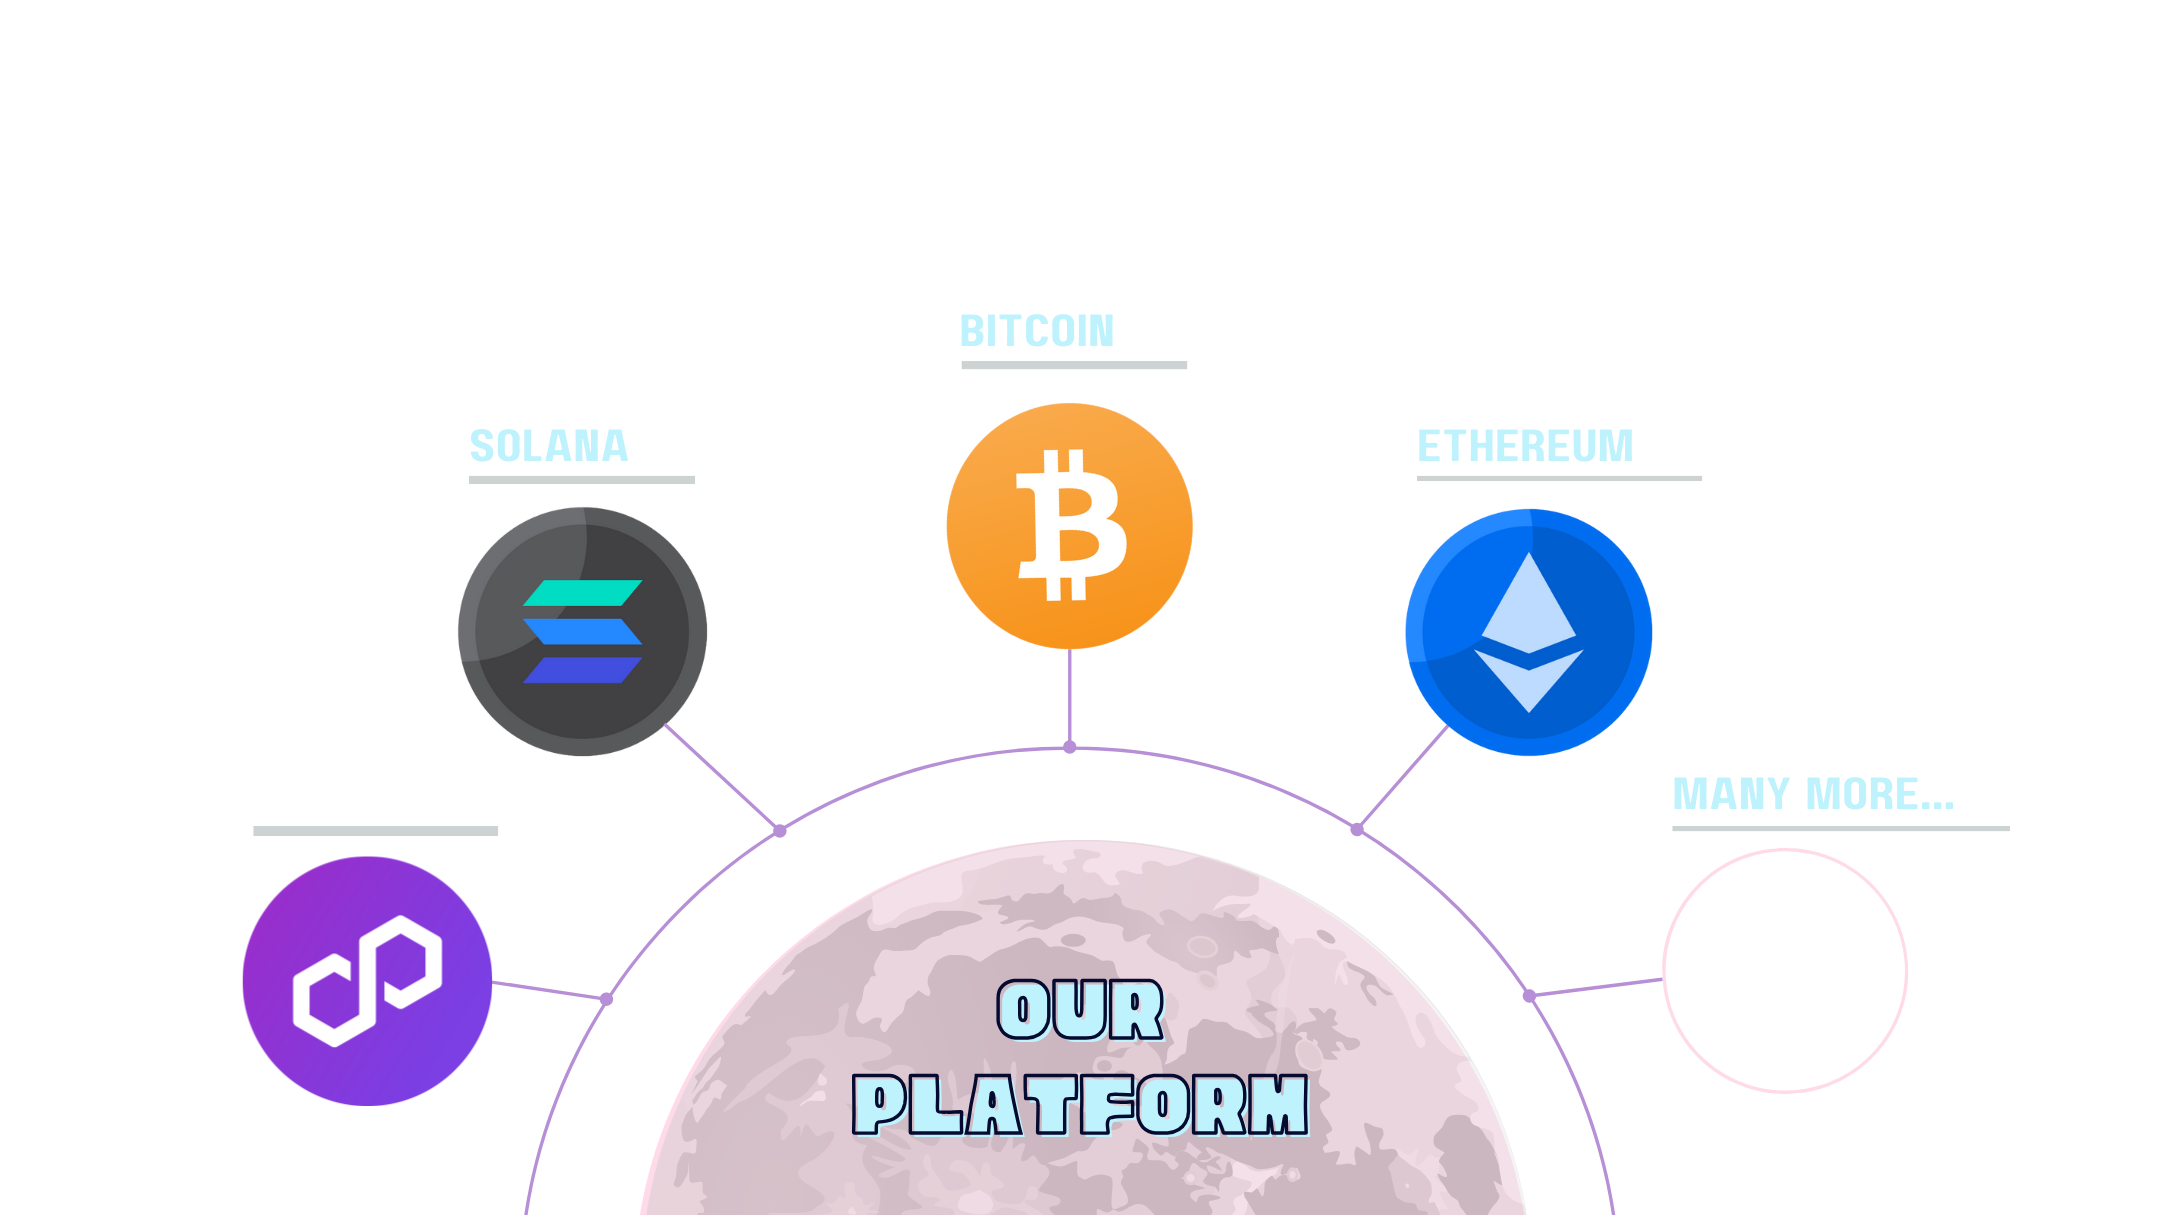 BITCOIN
SOLANA
ETHEREUM
MANY MORE...
OUR
PLATFORM